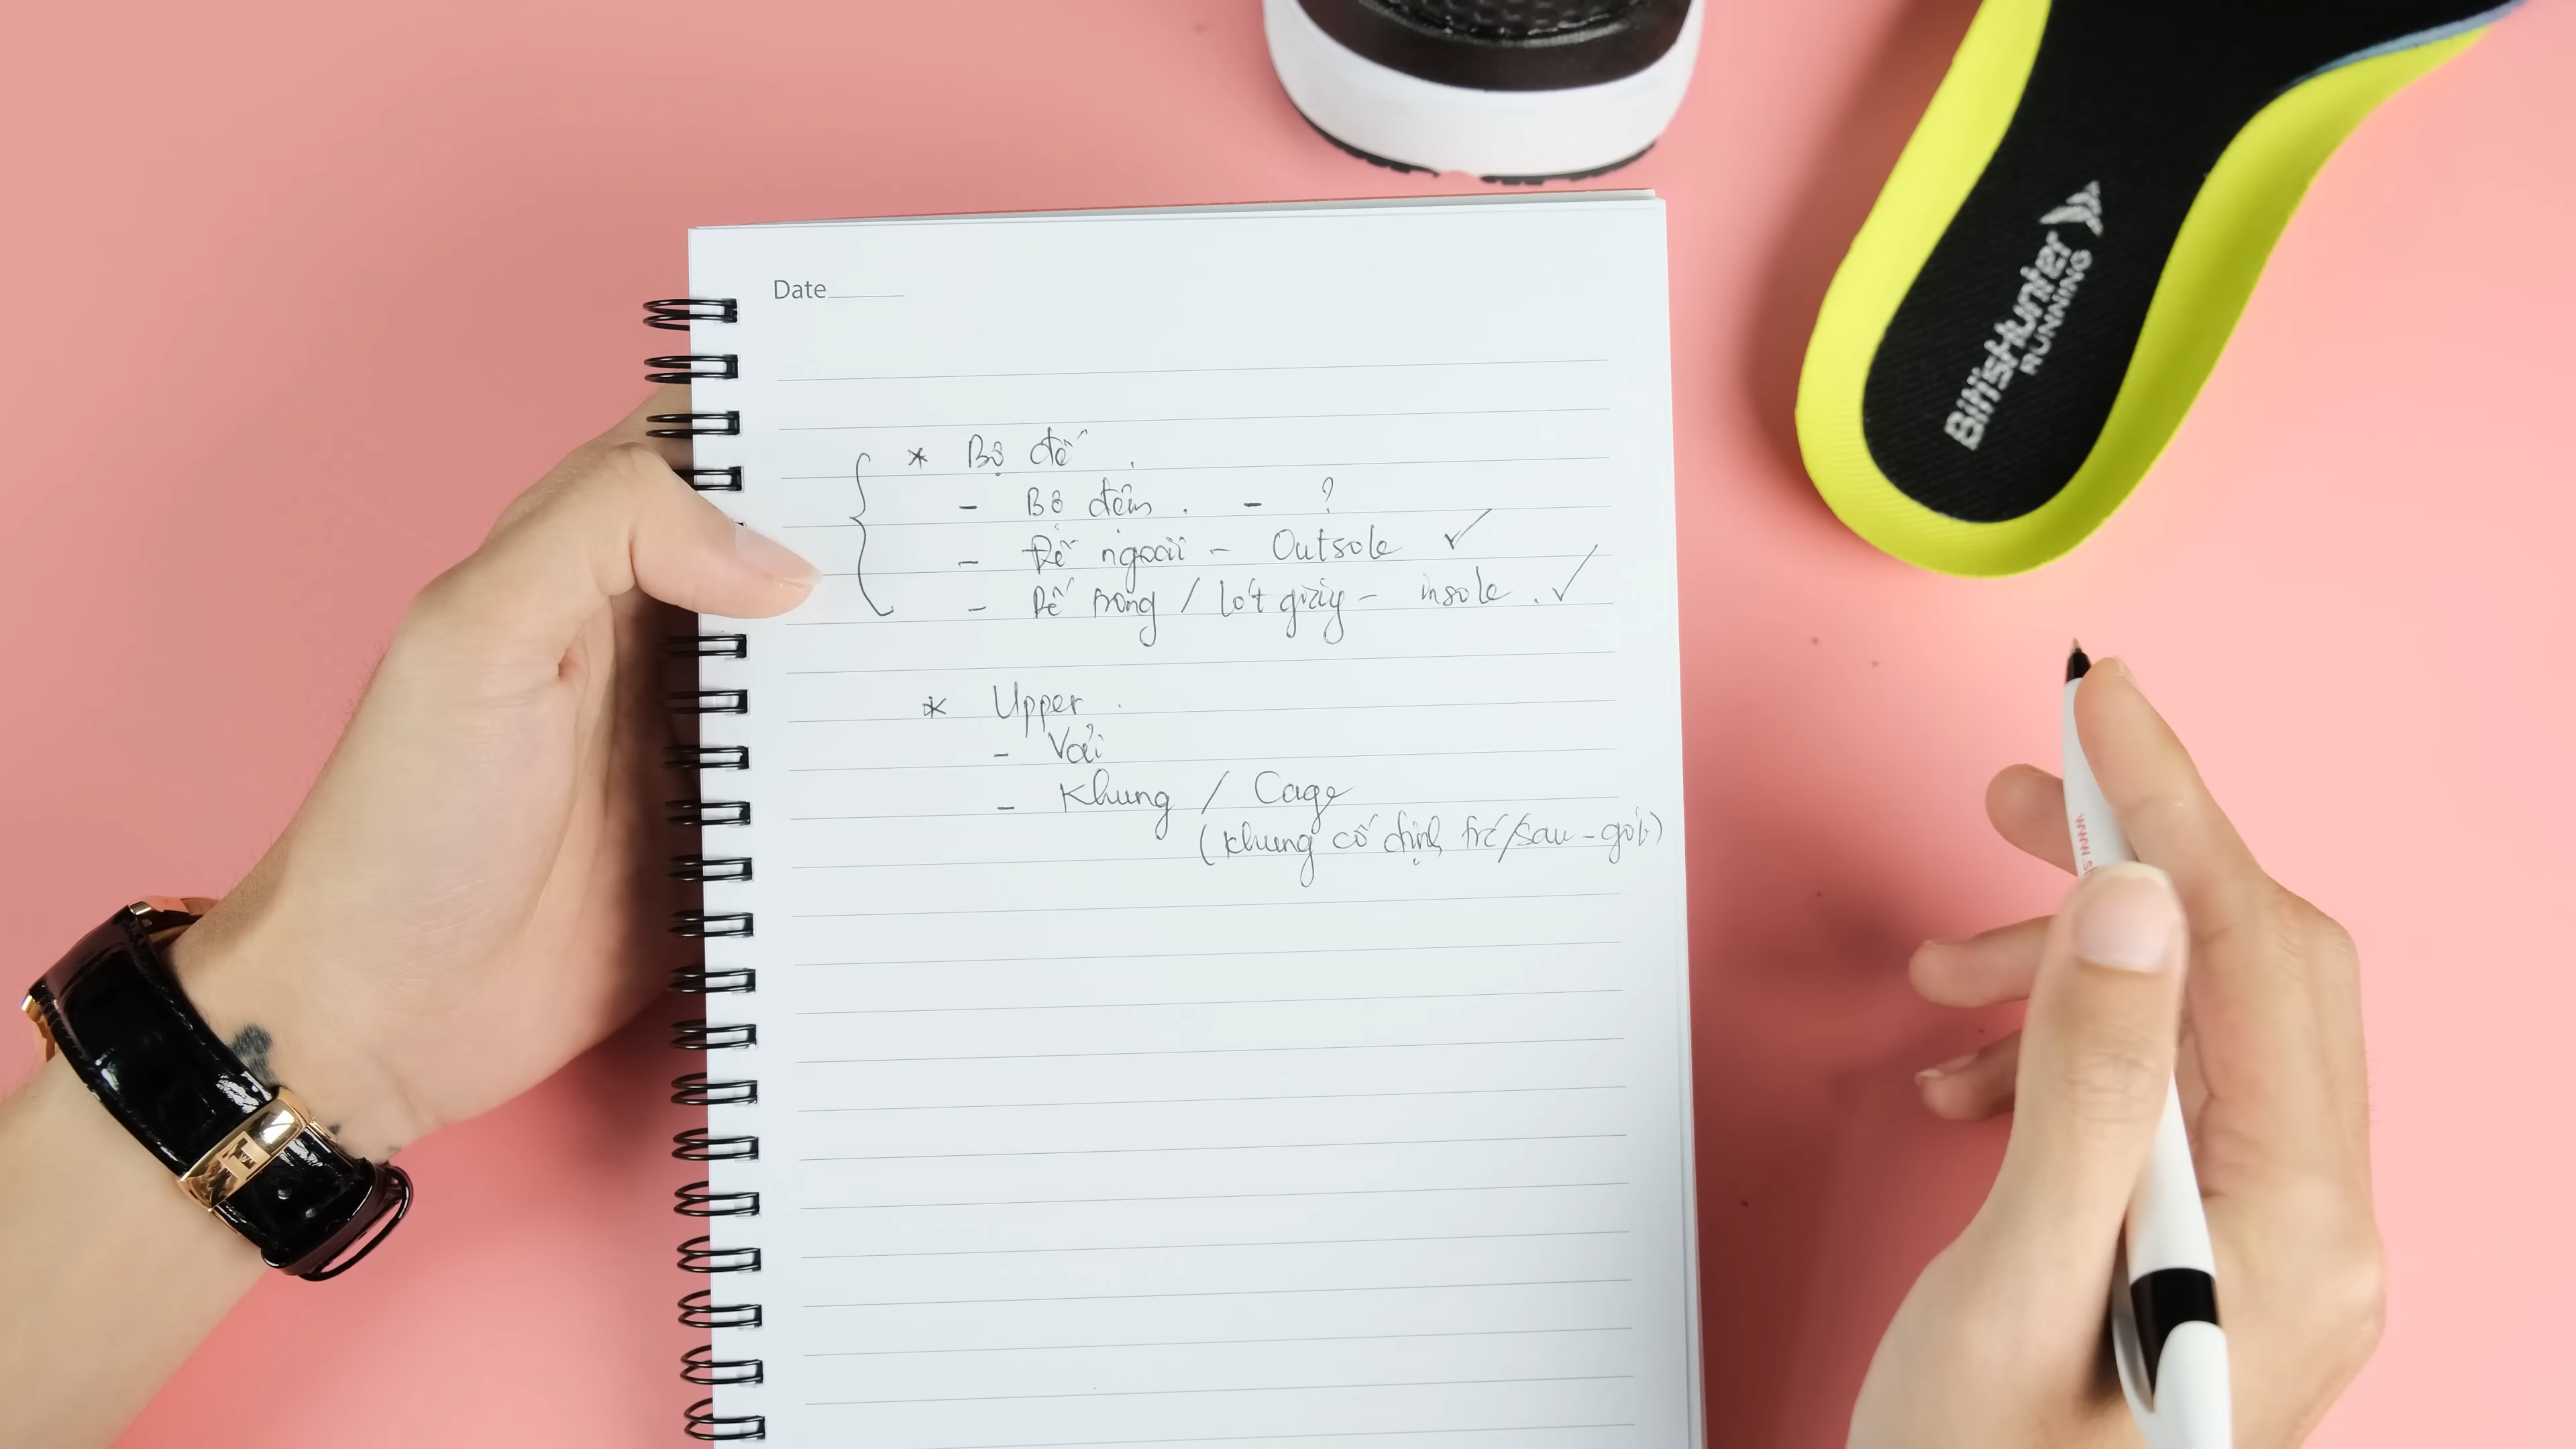 Date
* Bộ đế
- Bộ đệm. - ?
- Đế ngoài - Outsole ✓
- Đế trong / lót giày - insole. ✓
* Upper.
- Vải
- Khung / Cage
(khung cố định trc/sau - gót)
BitisHunter
RUNNING